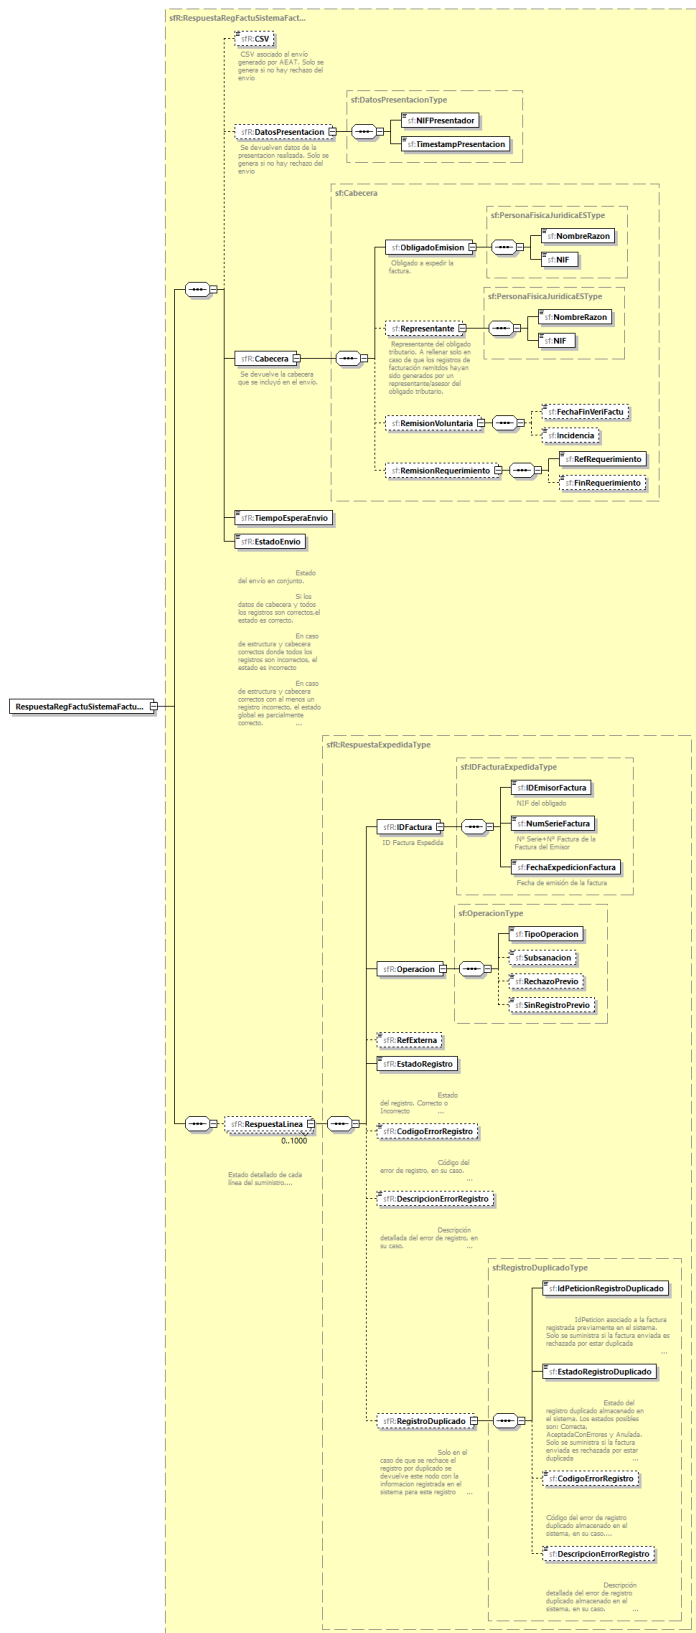 sfR:RespuestaRegFactuSistemaFact...
sfR:CSV
CSV asociado al envío
generado por AEAT. Solo se
genera si no hay rechazo del
envio
sf:DatosPresentacionType
sfR:DatosPresentacion
sf:NIFPresentador
sf:TimestampPresentacion
Se devuelven datos de la
presentacion realizada. Solo se
genera si no hay rechazo del
envio
sf:Cabecera
sf:PersonaFisicaJuridicaESType
sf:ObligadoEmision
sf:NombreRazon
sf:NIF
Obligado a expedir la
factura.
sf:PersonaFisicaJuridicaESType
sf:Representante
sf:NombreRazon
sf:NIF
Representante del obligado
tributario. A rellenar solo en
caso de que los registros de
facturación remitdos hayan
sido generados por un
representante/asesor del
obligado tributario.
sfR:Cabecera
Se devuelve la cabecera
que se incluyó en el envío.
sf:RemisionVoluntaria
sf:FechaFinVeriFactu
sf:Incidencia
sf:RemisionRequerimiento
sf:RefRequerimiento
sf:FinRequerimiento
sfR:TiempoEsperaEnvio
sfR:EstadoEnvio
Estado
del envío en conjunto.
Si los
datos de cabecera y todos
los registros son correctos,el
estado es correcto.
En caso
de estructura y cabecera
correctos donde todos los
registros son incorrectos, el
estado es incorrecto
En caso
de estructura y cabecera
correctos con al menos un
registro incorrecto, el estado
global es parcialmente
correcto. ...
RespuestaRegFactuSistemaFactu...
sfR:RespuestaExpedidaType
sf:IDFacturaExpedidaType
sfR:IDFactura
ID Factura Expedida
sf:IDEmisorFactura
NIF del obligado
sf:NumSerieFactura
Nº Serie+Nº Factura de la
Factura del Emisor
sf:FechaExpedicionFactura
Fecha de emisión de la factura
sf:OperacionType
sfR:Operacion
sf:TipoOperacion
sf:Subsanacion
sf:RechazoPrevio
sf:SinRegistroPrevio
sfR:RefExterna
sfR:EstadoRegistro
Estado
del registro. Correcto o
Incorrecto ...
sfR:RespuestaLinea
0..1000
Estado detallado de cada
línea del suministro....
sfR:CodigoErrorRegistro
Código del
error de registro, en su caso.
...
sfR:DescripcionErrorRegistro
Descripción
detallada del error de registro, en
su caso. ...
sf:RegistroDuplicadoType
sf:IdPeticionRegistroDuplicado
IdPeticion asociado a la factura
registrada previamente en el sistema.
Solo se suministra si la factura enviada es
rechazada por estar duplicada
...
sf:EstadoRegistroDuplicado
Estado del
registro duplicado almacenado en
el sistema. Los estados posibles
son: Correcta,
AceptadaConErrores y Anulada.
Solo se suministra si la factura
enviada es rechazada por estar
duplicada ...
sfR:RegistroDuplicado
Solo en el
caso de que se rechace el
registro por duplicado se
devuelve este nodo con la
informacion registrada en el
sistema para este registro ...
sf:CodigoErrorRegistro
Código del error de registro
duplicado almacenado en el
sistema, en su caso....
sf:DescripcionErrorRegistro
Descripción
detallada del error de registro
duplicado almacenado en el
sistema, en su caso. ...